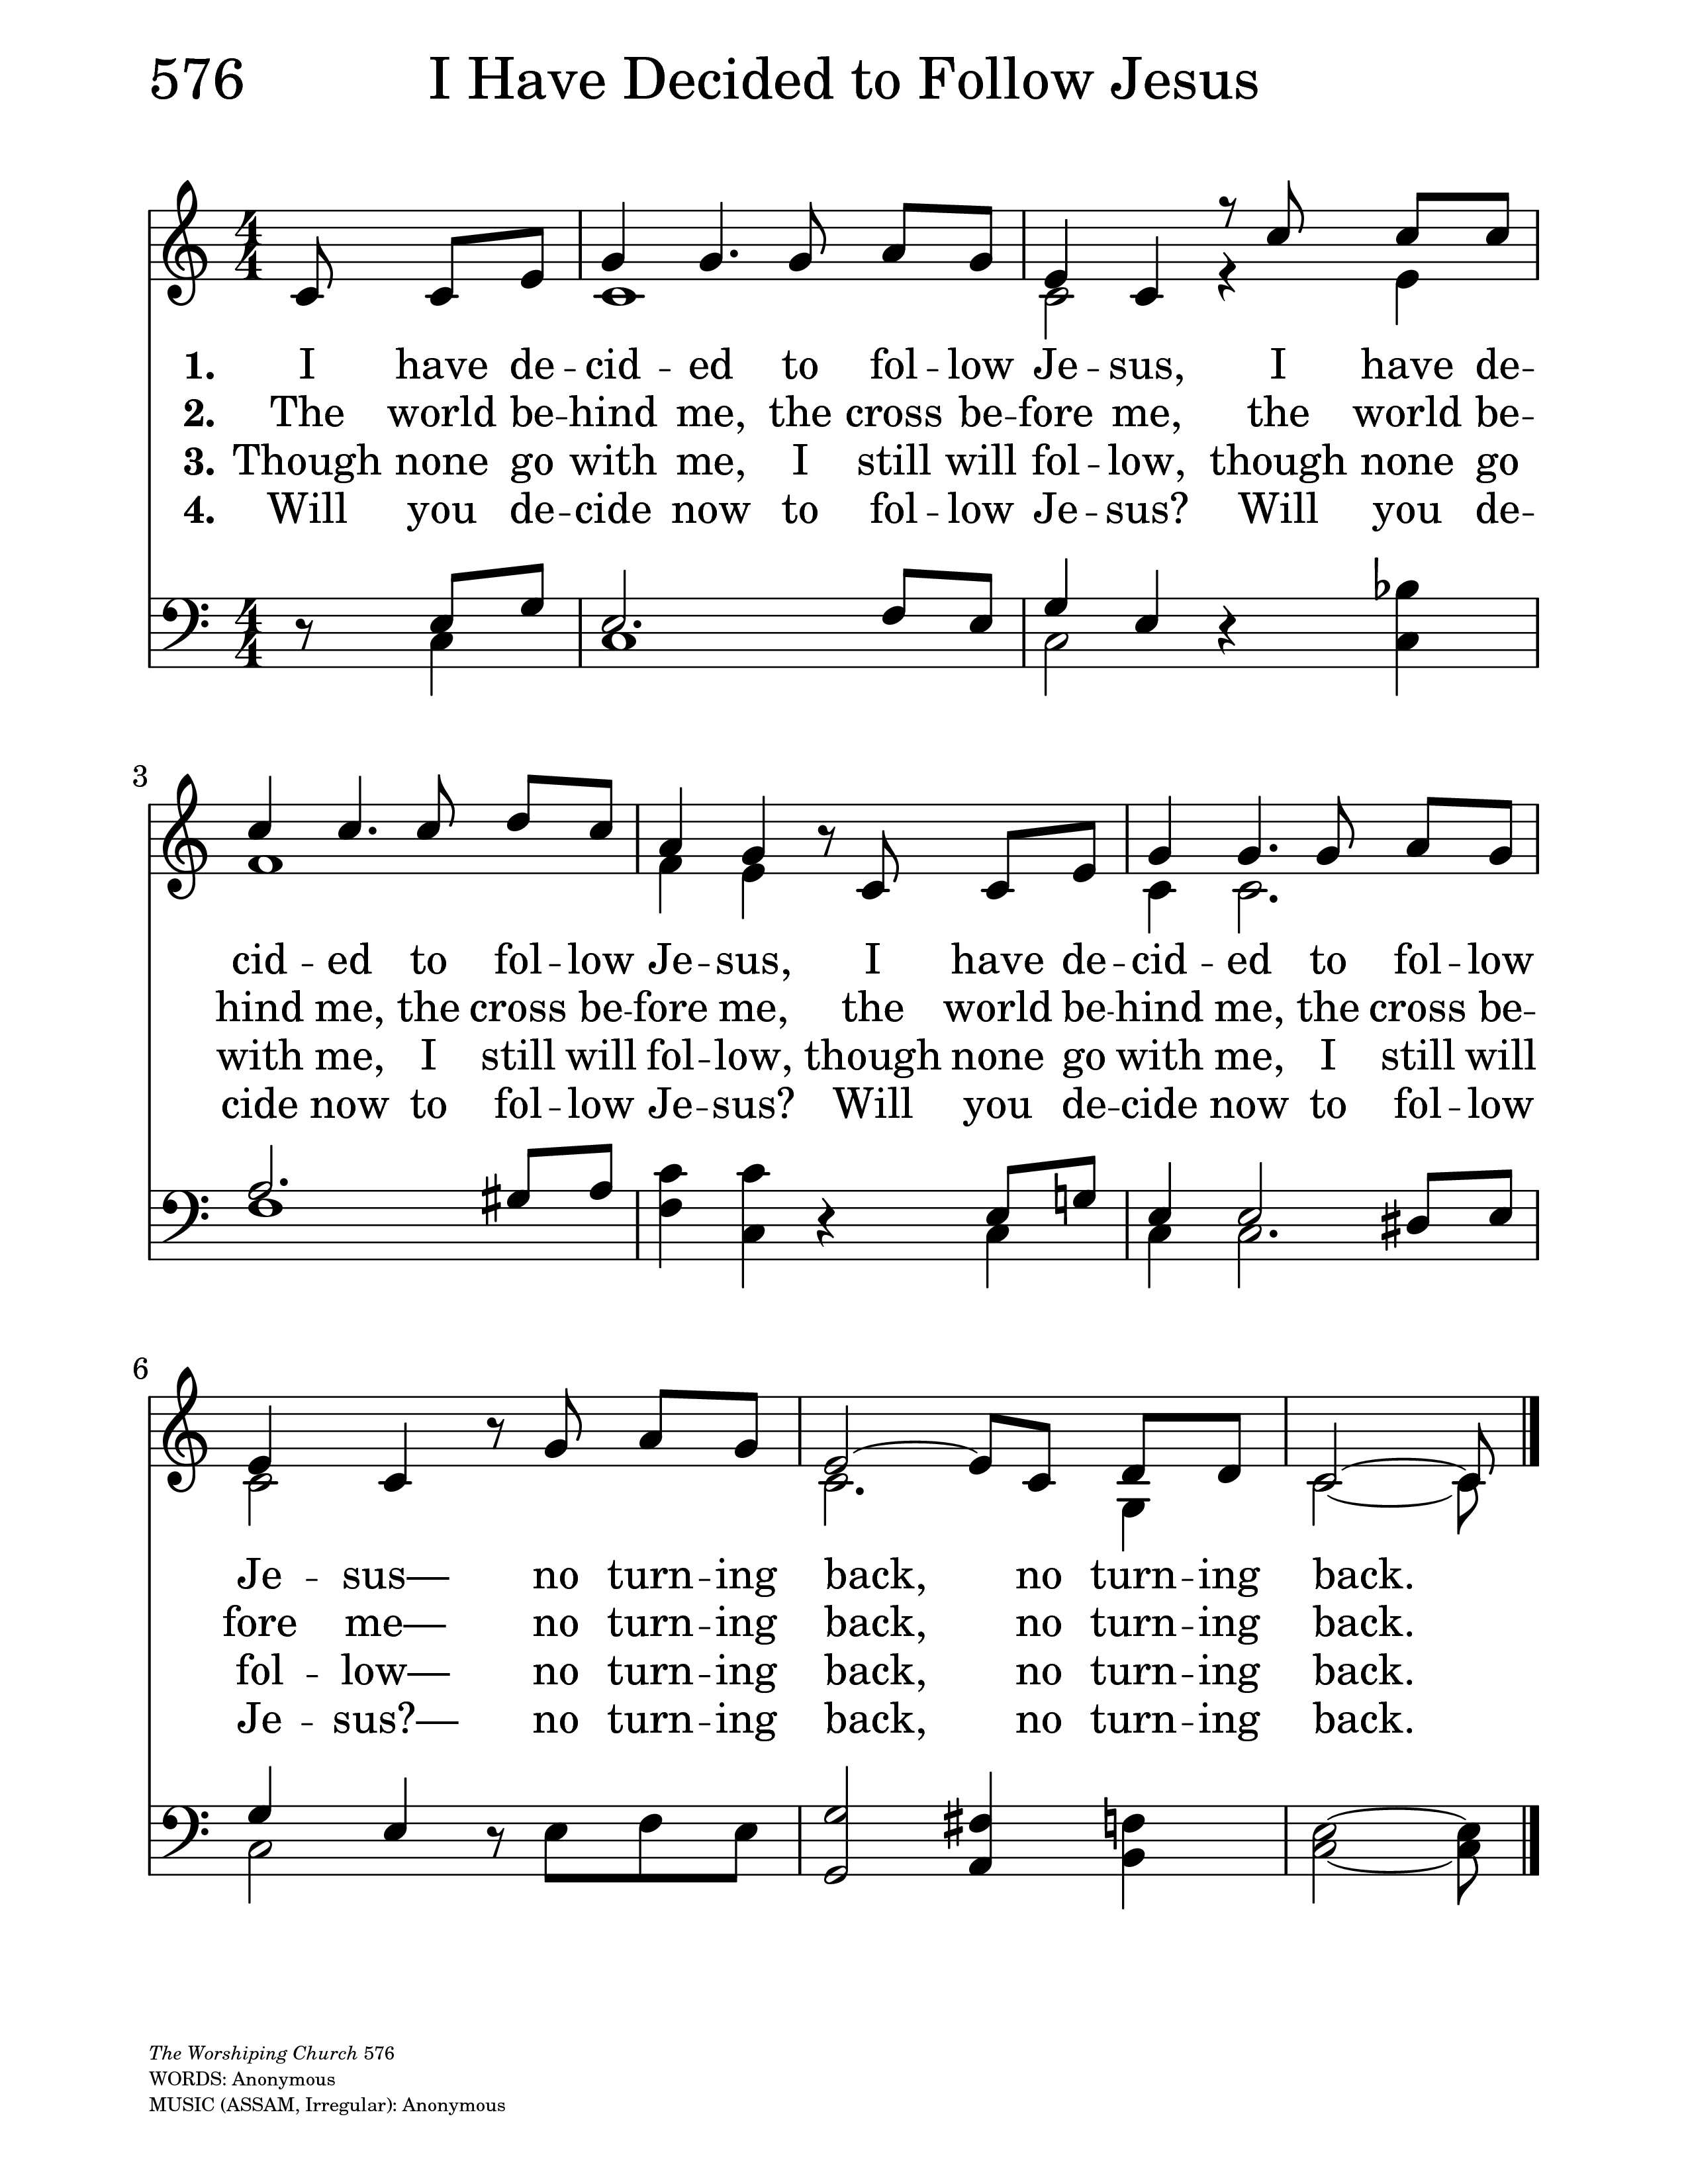 576 I Have Decided to Follow Jesus
1. I have de -- cid -- ed to fol -- low Je -- sus, I have de --
2. The world be -- hind me, the cross be -- fore me, the world be --
3. Though none go with me, I still will fol -- low, though none go
4. Will you de -- cide now to fol -- low Je -- sus? Will you de --
3
cid -- ed to fol -- low Je -- sus, I have de -- cid -- ed to fol -- low
hind me, the cross be -- fore me, the world be -- hind me, the cross be --
with me, I still will fol -- low, though none go with me, I still will
cide now to fol -- low Je -- sus? Will you de -- cide now to fol -- low
6
Je -- sus— no turn -- ing back, no turn -- ing back.
fore me— no turn -- ing back, no turn -- ing back.
fol -- low— no turn -- ing back, no turn -- ing back.
Je -- sus?— no turn -- ing back, no turn -- ing back.
The Worshiping Church 576
WORDS: Anonymous
MUSIC (ASSAM, Irregular): Anonymous